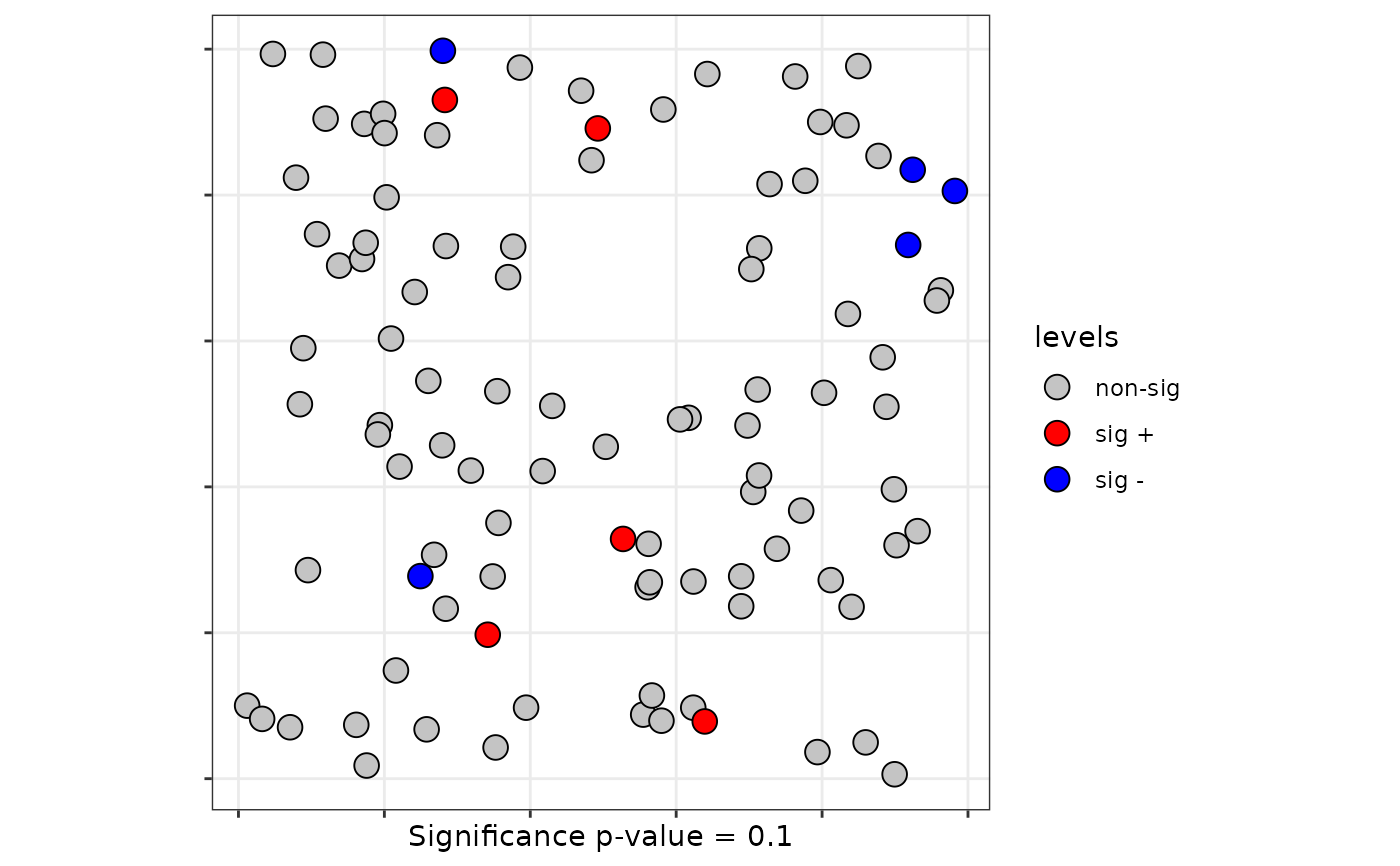 levels
non-sig
sig +
sig -
Significance p-value = 0.1